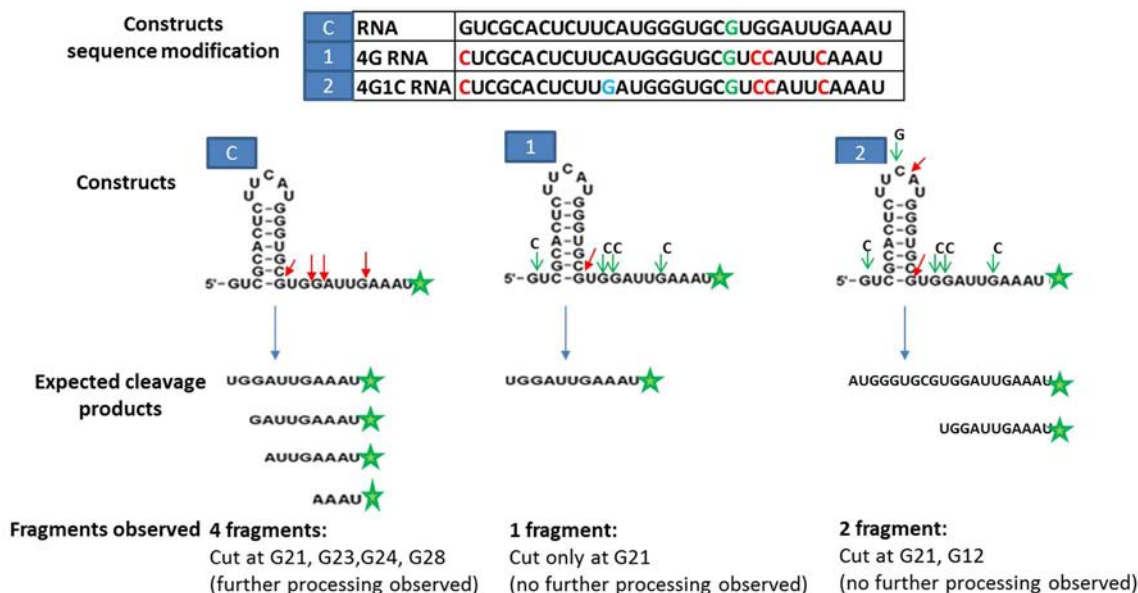 Constructs
sequence modification
C RNA GUCGCACUCUUCAUGGGUGCGUGGAUUGAAAU
1 4G RNA CUCGCACUCUUCAUGGGUGCGUCCAUUCAAAU
2 4G1C RNA CUCGCACUCUUGAUGGGUGCGUCCAUUCAAAU
Constructs
C
U U C A U
C – G
U – G
C – G
A – U
C – G
G – C
5'– GUC – GUGGAUUGAAAU
1
U U C A U
C – G
U – G
C – G
A – U
C – G
G – C
C CC C
5'– GUC – GUGGAUUGAAAU
2
G
U U C A U
C – G
U – G
C – G
A – U
C – G
G – C
C CC C
5'– GUC – GUGGAUUGAAAU
Expected cleavage
products
UGGAUUGAAAU
GAUUGAAAU
AUUGAAAU
AAAU
UGGAUUGAAAU
AUGGGUGCGUGGAUUGAAAU
UGGAUUGAAAU
Fragments observed
4 fragments:
Cut at G21, G23,G24, G28
(further processing observed)
1 fragment:
Cut only at G21
(no further processing observed)
2 fragment:
Cut at G21, G12
(no further processing observed)